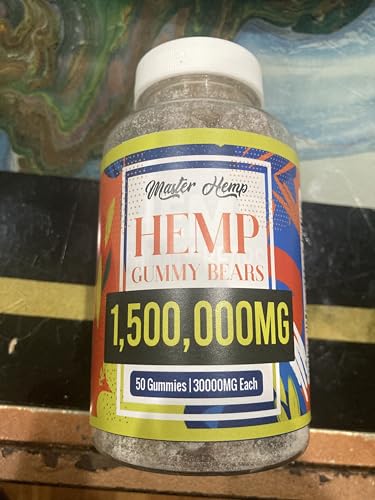 Master Hemp
HEMP
GUMMY BEARS
1,500,000MG
50 Gummies | 30000MG Each